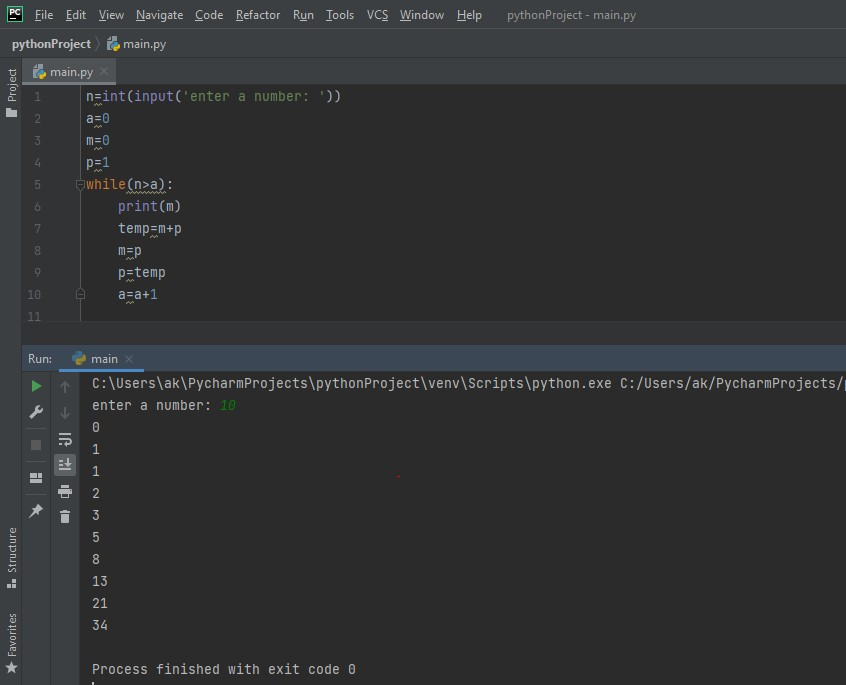 PC File Edit View Navigate Code Refactor Run Tools VCS Window Help pythonProject - main.py
pythonProject main.py
main.py
Project
1 n=int(input('enter a number: '))
2 a=0
3 m=0
4 p=1
5 while(n>a):
6 print(m)
7 temp=m+p
8 m=p
9 p=temp
10 a=a+1
11
Run: main
C:\Users\ak\PycharmProjects\pythonProject\venv\Scripts\python.exe C:/Users/ak/PycharmProjects/
enter a number: 10
0
1
1
2
3
5
8
13
21
34
Process finished with exit code 0
Structure
Favorites